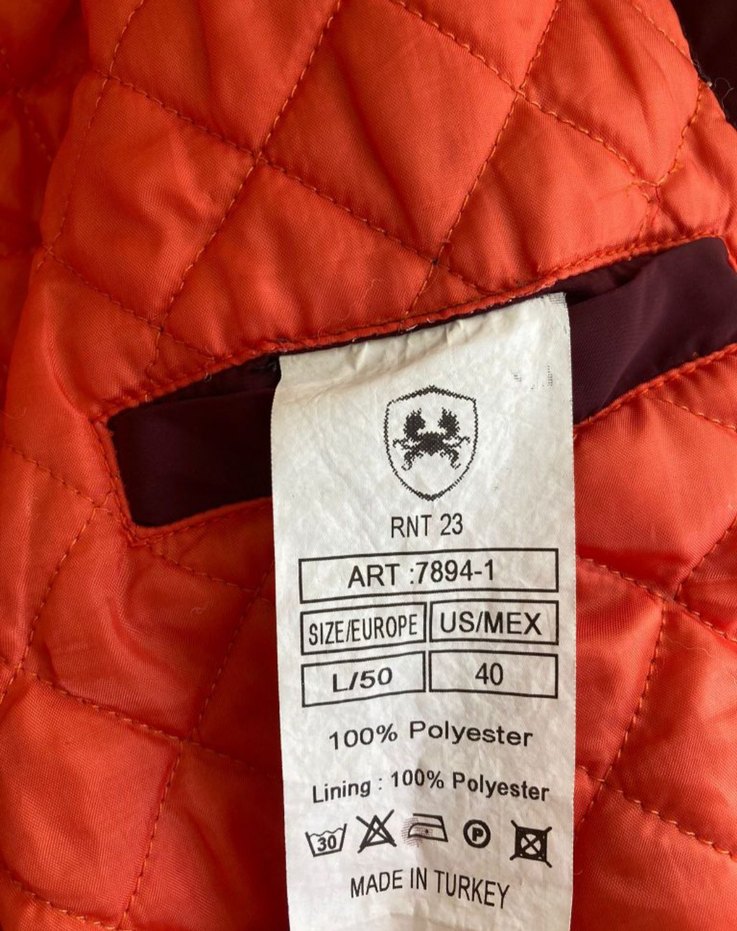 RNT 23
ART :7894-1
SIZE/EUROPE US/MEX
L/50 40
100% Polyester
Lining : 100% Polyester
30 P
MADE IN TURKEY